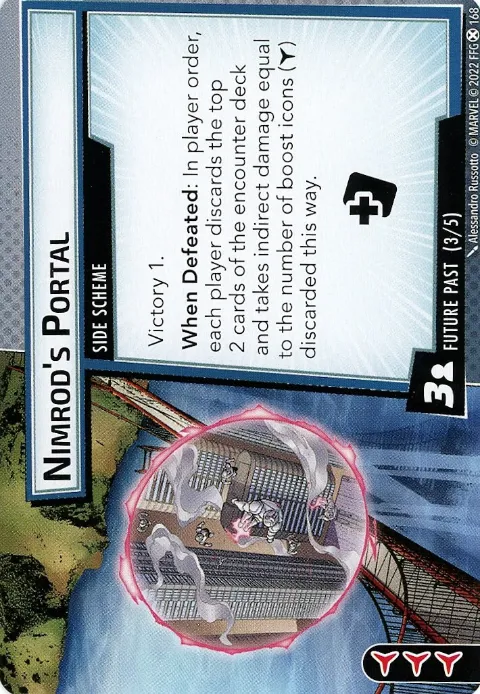 NIMROD'S PORTAL
SIDE SCHEME
Victory 1.
When Defeated: In player order,
each player discards the top
2 cards of the encounter deck
and takes indirect damage equal
to the number of boost icons ( )
discarded this way.
3
FUTURE PAST (3/5)
Alessandro Russotto © MARVEL © 2022 FFG 168